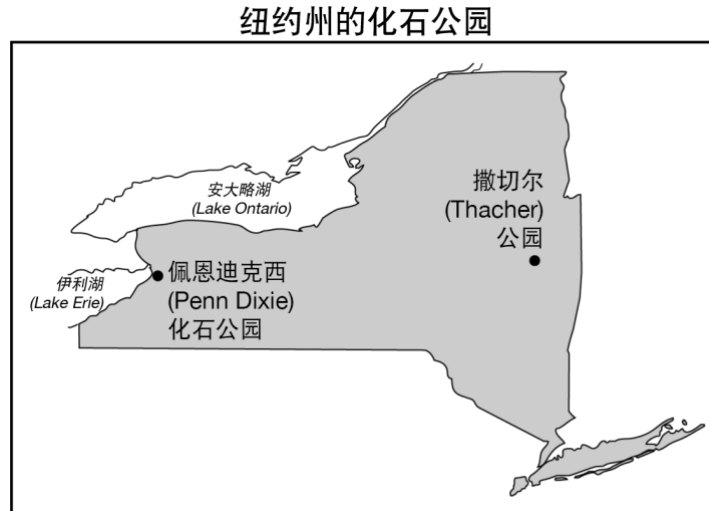 纽约州的化石公园
安大略湖
(Lake Ontario)
撒切尔
(Thacher)
公园
伊利湖
(Lake Erie)
佩恩迪克西
(Penn Dixie)
化石公园